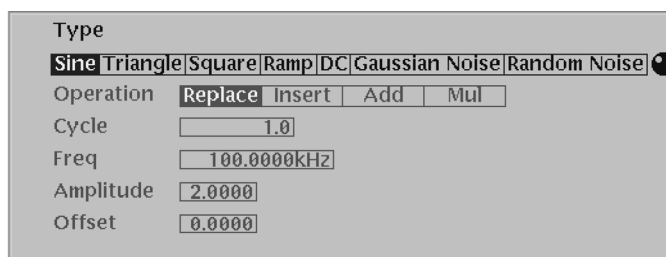 Type
Sine Triangle Square Ramp DC Gaussian Noise Random Noise
Operation Replace Insert Add Mul
Cycle 1.0
Freq 100.0000kHz
Amplitude 2.0000
Offset 0.0000